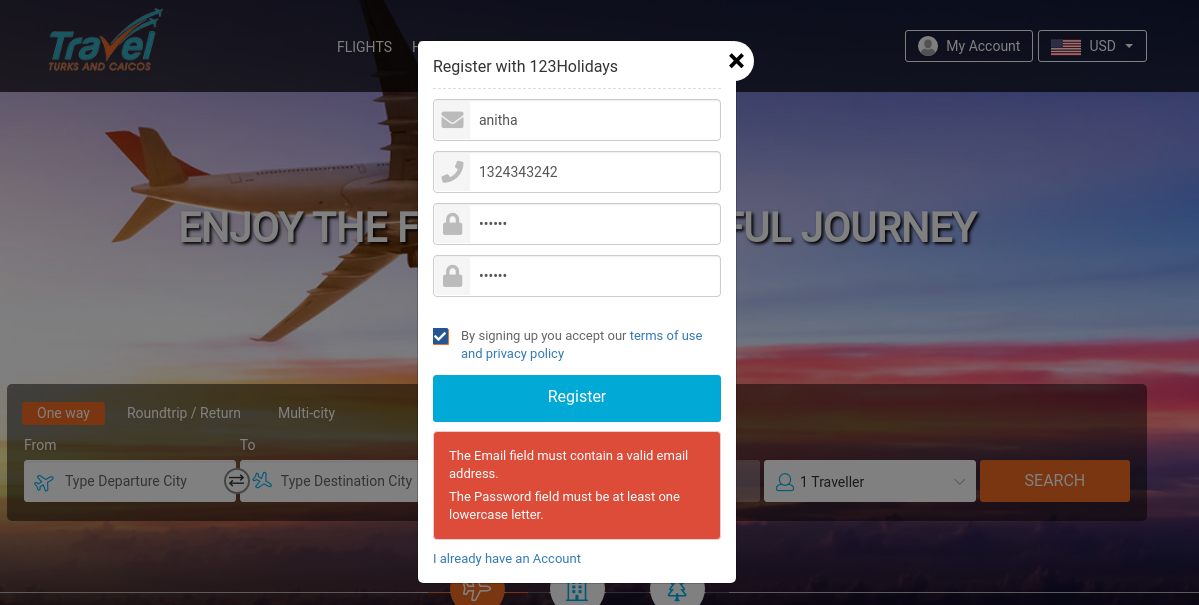 Travel
TURKS AND CAICOS
FLIGHTS
H
My Account
USD
Register with 123Holidays
anitha
1324343242
••••••
••••••
ENJOY THE F
FUL JOURNEY
By signing up you accept our terms of use
and privacy policy
Register
One way
Roundtrip / Return
Multi-city
From
To
Type Departure City
Type Destination City
1 Traveller
SEARCH
The Email field must contain a valid email
address.
The Password field must be at least one
lowercase letter.
I already have an Account